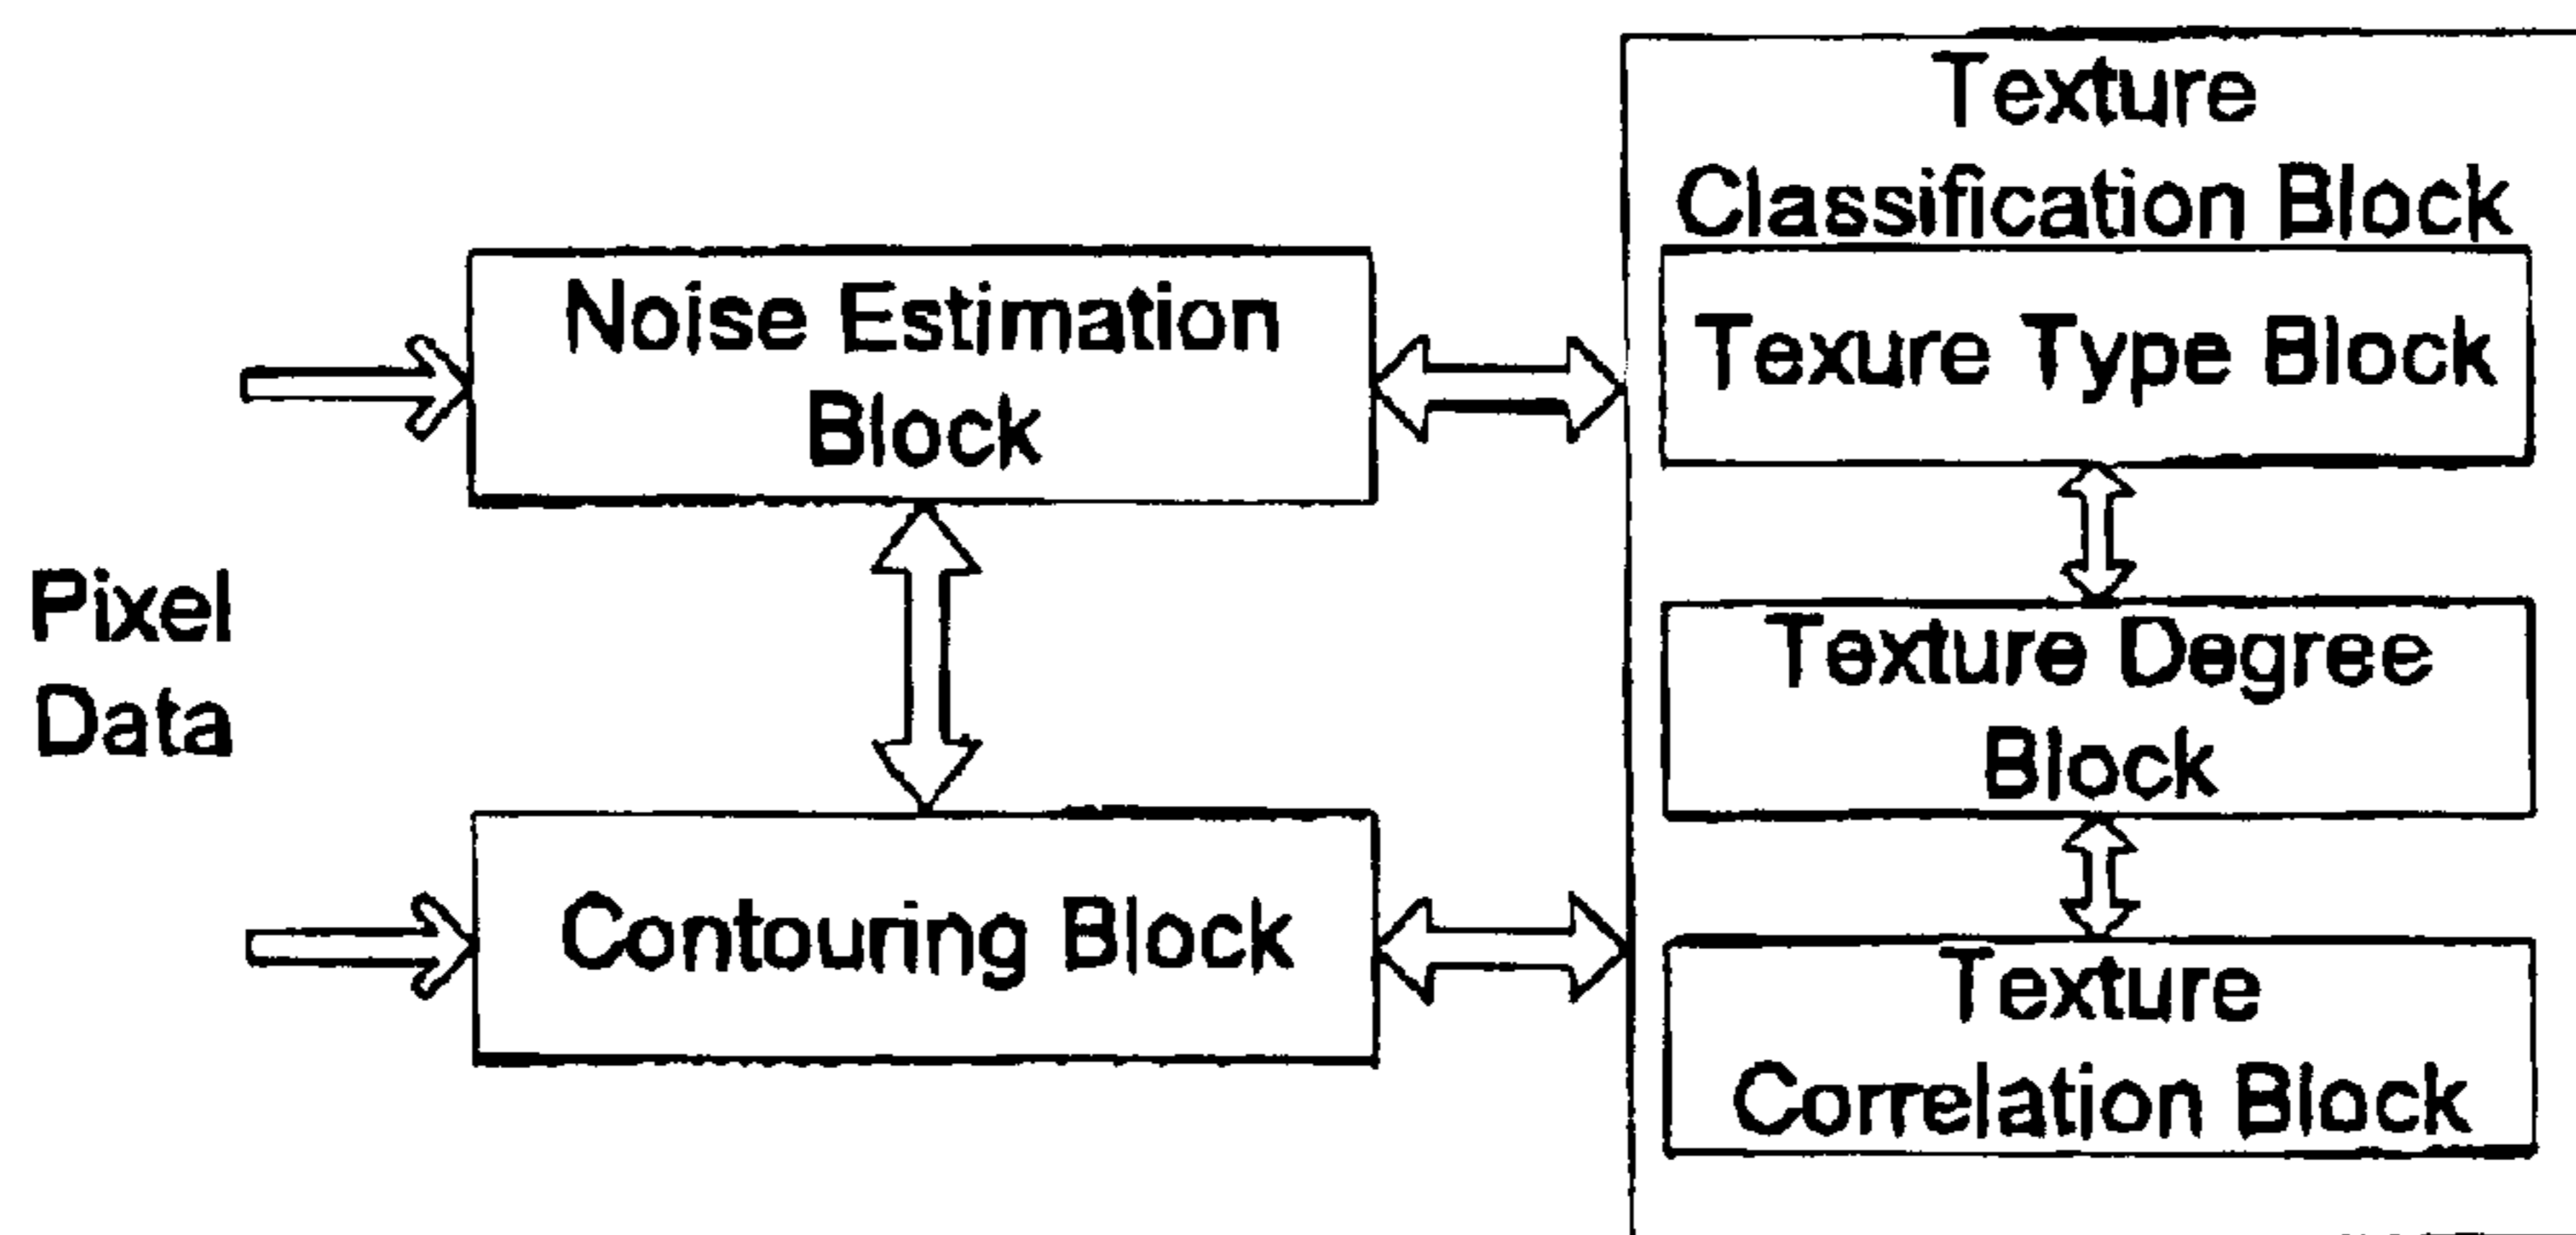 Pixel
Data
Noise Estimation
Block
Contouring Block
Texture
Classification Block
Texure Type Block
Texture Degree
Block
Texture
Correlation Block